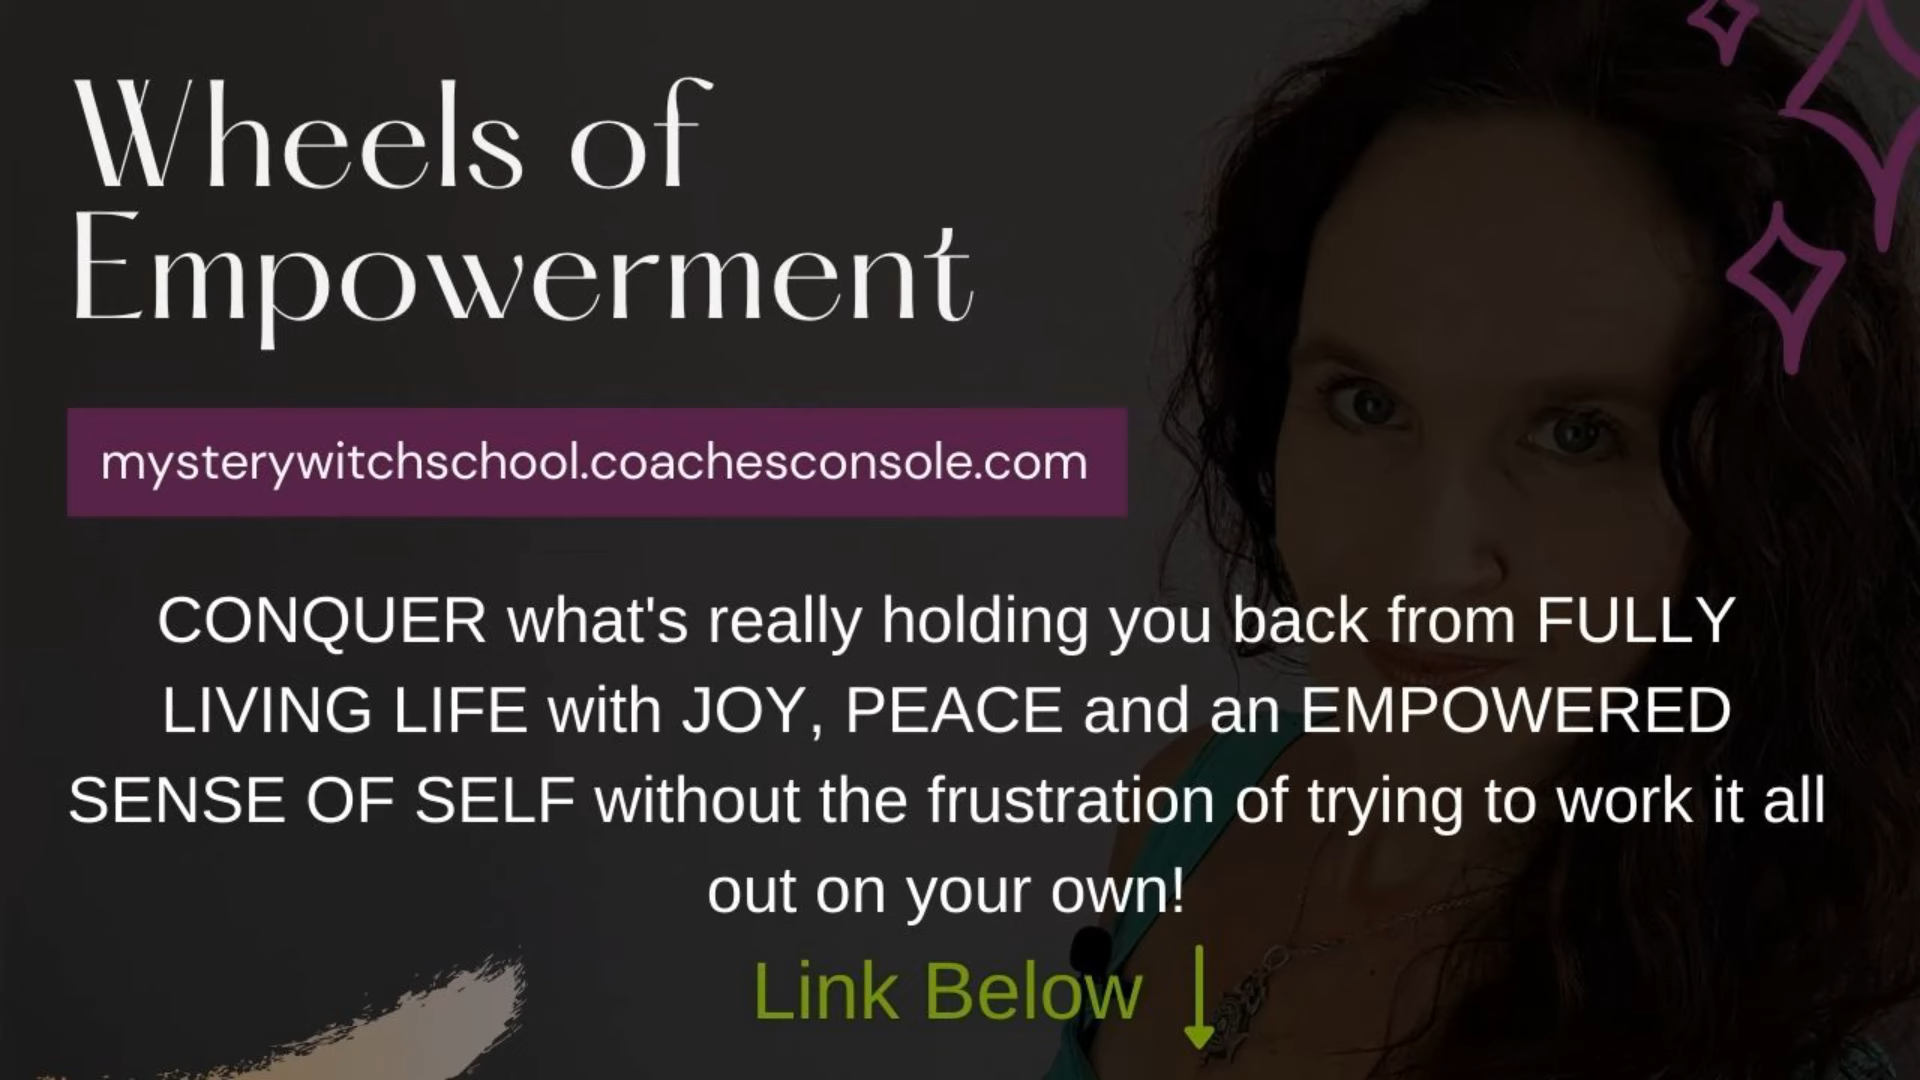 Wheels of
Empowerment
mysterywitchschool.coachesconsole.com
CONQUER what's really holding you back from FULLY
LIVING LIFE with JOY, PEACE and an EMPOWERED
SENSE OF SELF without the frustration of trying to work it all
out on your own!
Link Below